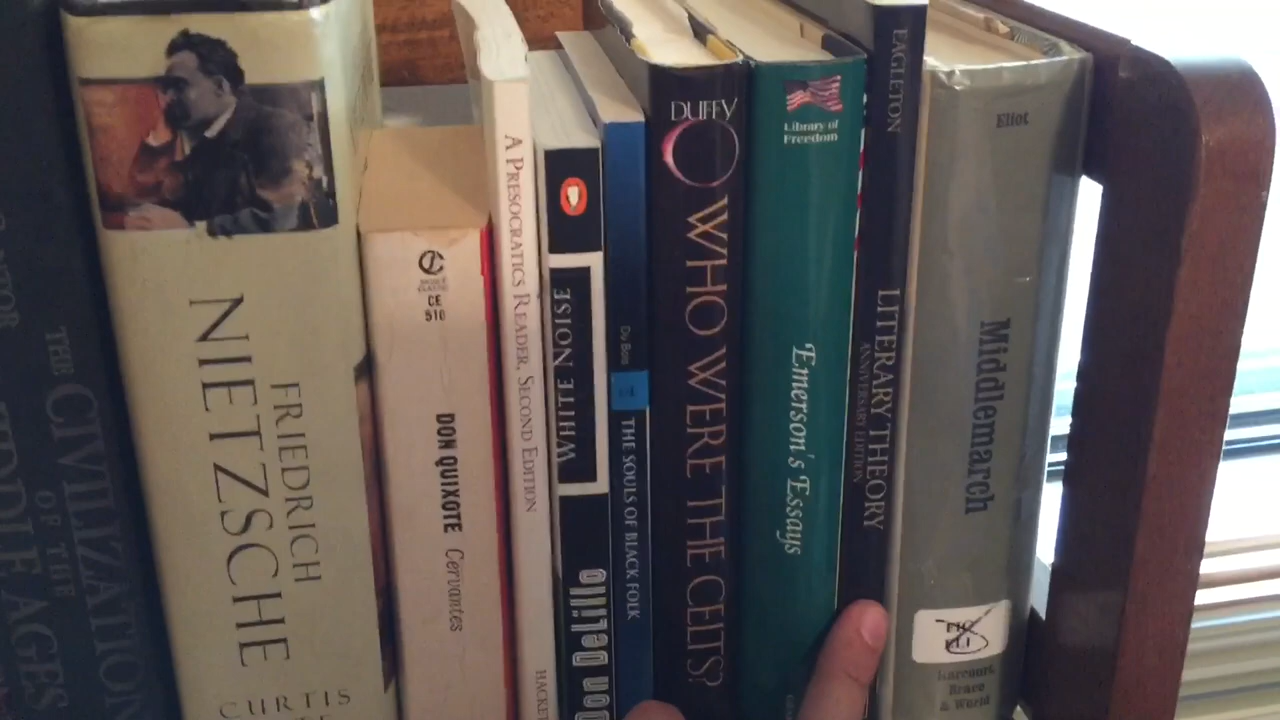 CANTOR
THE CIVILIZATION
OF THE
MIDDLE AGES
FRIEDRICH
NIETZSCHE
CURTIS
CE
510
DON QUIXOTE Cervantes
A PRESOCRATICS READER, SECOND EDITION
WHITE NOISE
Don DeLillo
Du Bois
THE SOULS OF BLACK FOLK
DUFFY
WHO WERE THE CELTS?
Library of
Freedom
Emerson's Essays
EAGLETON
LITERARY THEORY
ANNIVERSARY EDITION
Eliot
Middlemarch
Harcourt,
Brace
& World